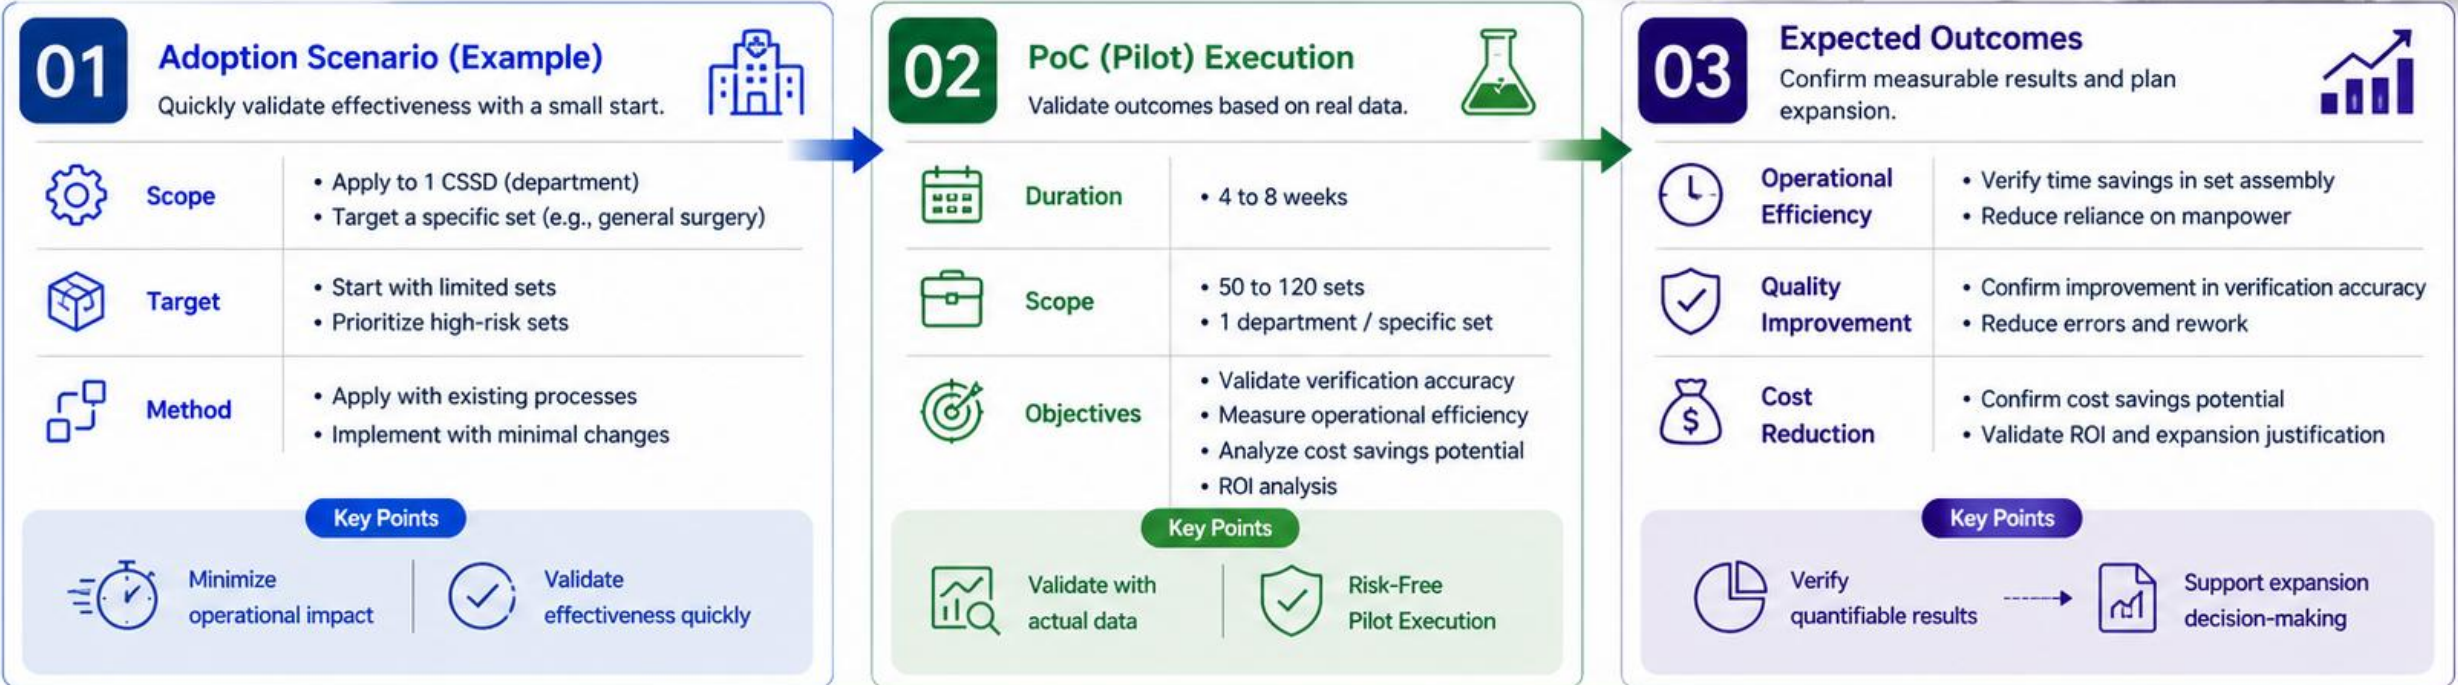 01
Adoption Scenario (Example)
Quickly validate effectiveness with a small start.
Scope
• Apply to 1 CSSD (department)
• Target a specific set (e.g., general surgery)
Target
• Start with limited sets
• Prioritize high-risk sets
Method
• Apply with existing processes
• Implement with minimal changes
Key Points
Minimize
operational impact
Validate
effectiveness quickly
02
PoC (Pilot) Execution
Validate outcomes based on real data.
Duration
• 4 to 8 weeks
Scope
• 50 to 120 sets
• 1 department / specific set
Objectives
• Validate verification accuracy
• Measure operational efficiency
• Analyze cost savings potential
• ROI analysis
Key Points
Validate with
actual data
Risk-Free
Pilot Execution
03
Expected Outcomes
Confirm measurable results and plan
expansion.
Operational
Efficiency
• Verify time savings in set assembly
• Reduce reliance on manpower
Quality
Improvement
• Confirm improvement in verification accuracy
• Reduce errors and rework
$
Cost
Reduction
• Confirm cost savings potential
• Validate ROI and expansion justification
Key Points
Verify
quantifiable results
Support expansion
decision-making